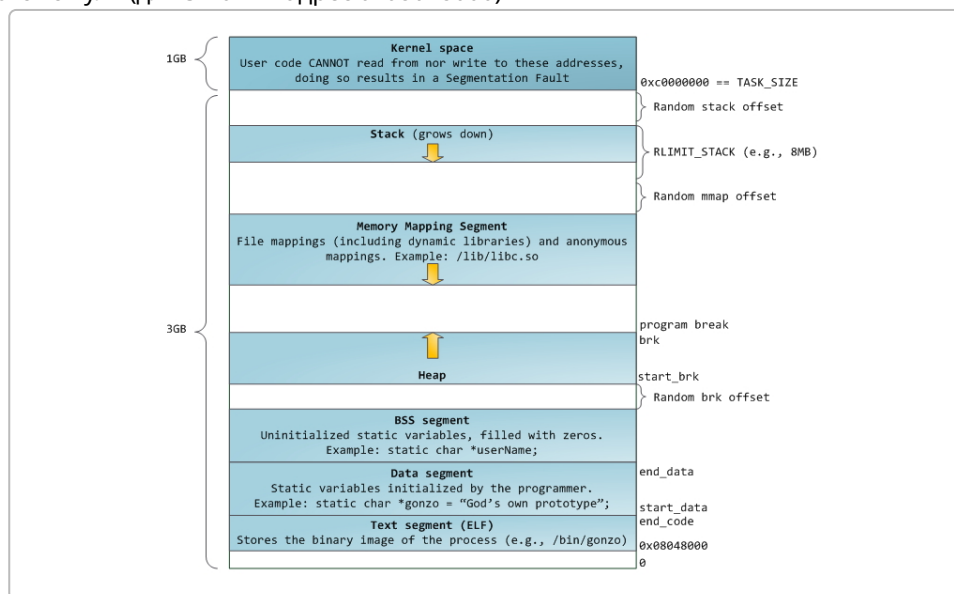 Kernel space
1GB
User code CANNOT read from nor write to these addresses,
doing so results in a Segmentation Fault
0xc0000000 == TASK_SIZE
Random stack offset
Stack (grows down)
RLIMIT_STACK (e.g., 8MB)
Random mmap offset
Memory Mapping Segment
File mappings (including dynamic libraries) and anonymous
mappings. Example: /lib/libc.so
3GB
program break
brk
Heap
start_brk
Random brk offset
BSS segment
Uninitialized static variables, filled with zeros.
Example: static char *userName;
Data segment
end_data
Static variables initialized by the programmer.
Example: static char *gonzo = “God’s own prototype”;
start_data
end_code
Text segment (ELF)
Stores the binary image of the process (e.g., /bin/gonzo)
0x08048000
0